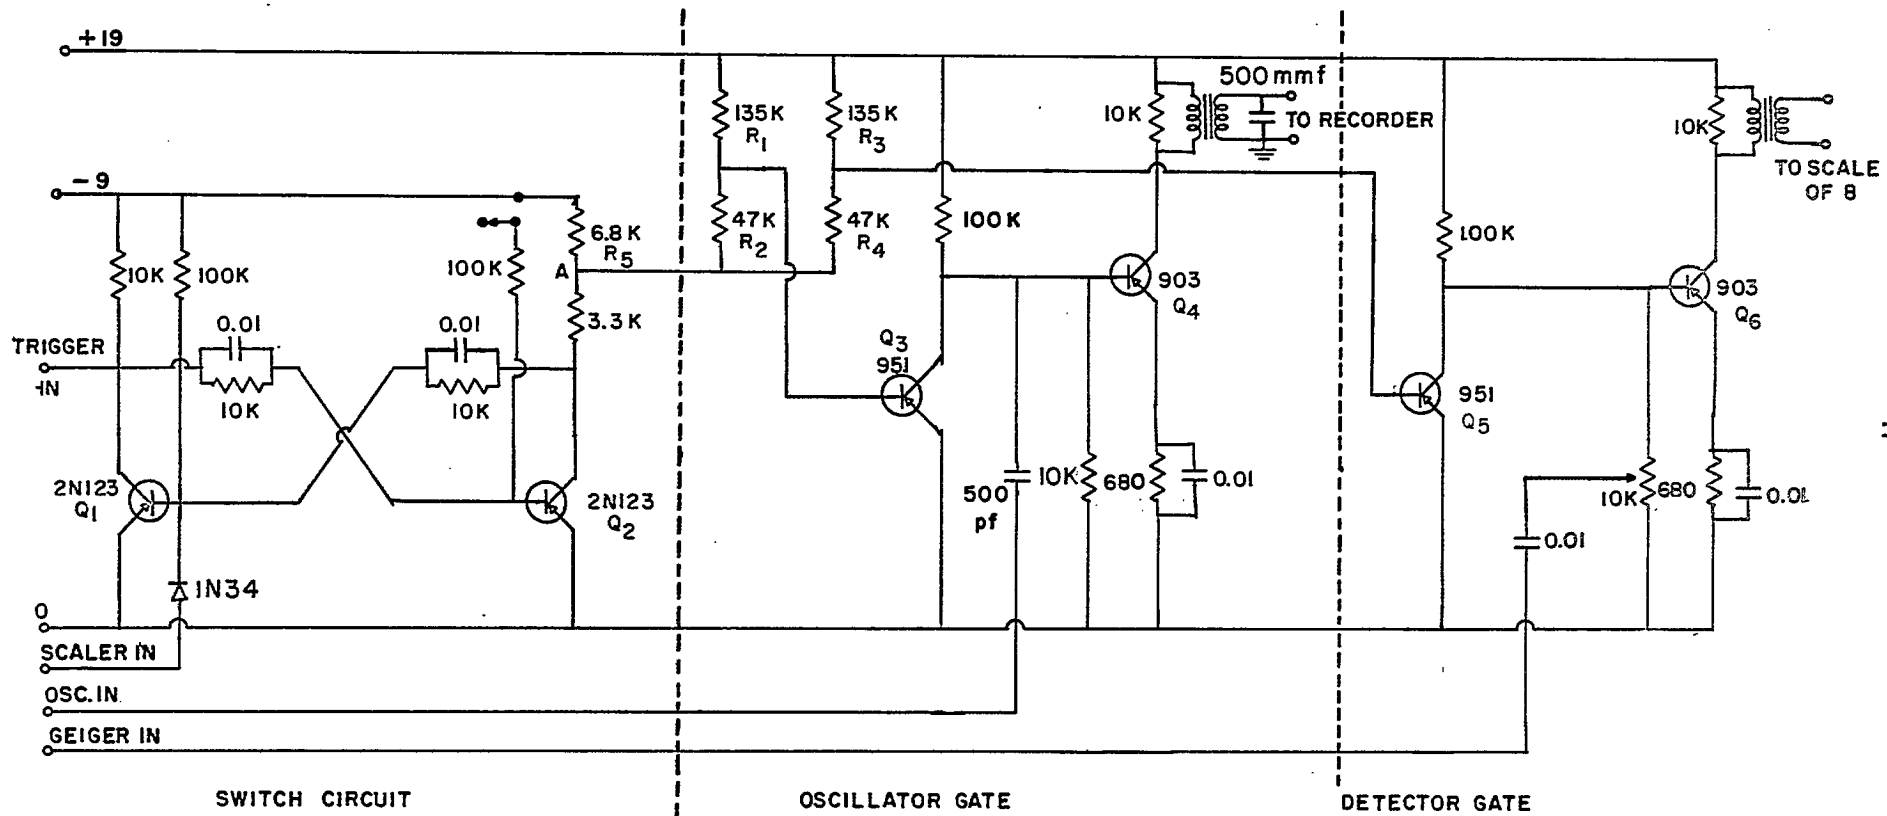 +19
-9
10K
100K
100K
6.8K
R5
A
3.3K
TRIGGER
IN
0.01
10K
0.01
10K
2N123
Q1
2N123
Q2
1N34
0
SCALER IN
OSC.IN
GEIGER IN
SWITCH CIRCUIT
135K
R1
135K
R3
47K
R2
47K
R4
100K
10K
500mmf
TO RECORDER
903
Q4
Q3
951
500
pf
10K
680
0.01
OSCILLATOR GATE
100K
10K
TO SCALE
OF 8
903
Q6
951
Q5
10K
680
0.01
0.01
DETECTOR GATE